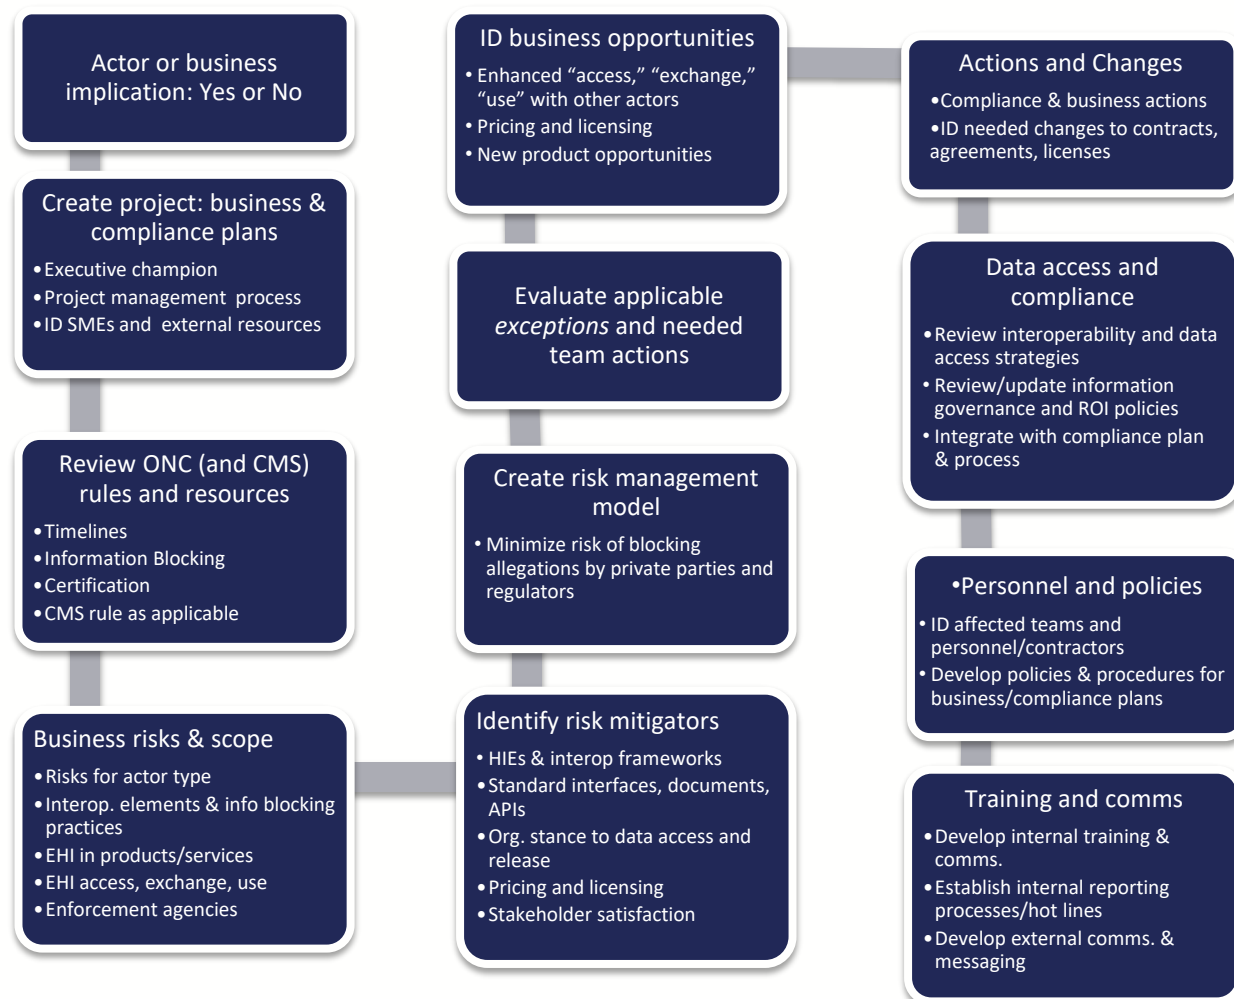 Actor or business
implication: Yes or No
Create project: business &
compliance plans
•Executive champion
•Project management process
•ID SMEs and external resources
Review ONC (and CMS)
rules and resources
•Timelines
•Information Blocking
•Certification
•CMS rule as applicable
Business risks & scope
•Risks for actor type
•Interop. elements & info blocking
practices
•EHI in products/services
•EHI access, exchange, use
•Enforcement agencies
Identify risk mitigators
• HIEs & interop frameworks
•Standard interfaces, documents,
APIs
•Org. stance to data access and
release
•Pricing and licensing
•Stakeholder satisfaction
Create risk management
model
• Minimize risk of blocking
allegations by private parties and
regulators
Evaluate applicable
exceptions and needed
team actions
ID business opportunities
• Enhanced “access,” “exchange,”
“use” with other actors
• Pricing and licensing
• New product opportunities
Actions and Changes
•Compliance & business actions
•ID needed changes to contracts,
agreements, licenses
Data access and
compliance
•Review interoperability and data
access strategies
• Review/update information
governance and ROI policies
• Integrate with compliance plan
& process
•Personnel and policies
• ID affected teams and
personnel/contractors
• Develop policies & procedures for
business/compliance plans
Training and comms
•Develop internal training &
comms.
•Establish internal reporting
processes/hot lines
•Develop external comms. &
messaging